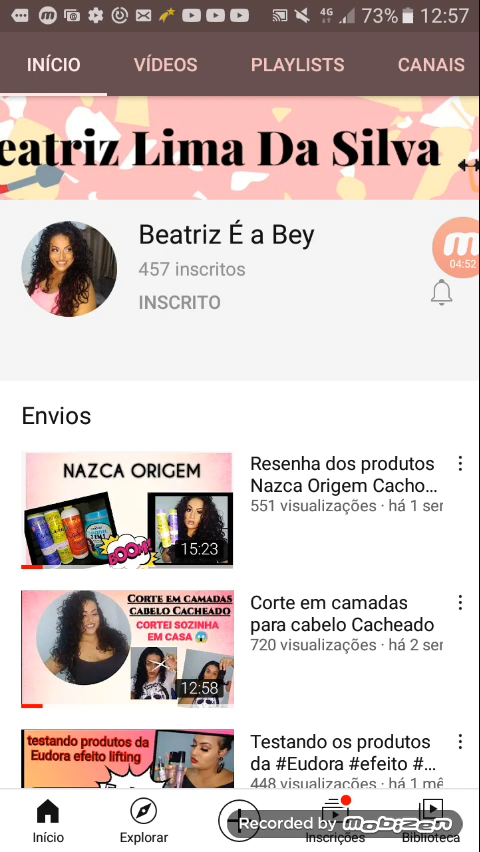 4G 73% 12:57
INÍCIO VÍDEOS PLAYLISTS CANAIS
eatriz Lima Da Silva
Beatriz É a Bey
457 inscritos
04:52
INSCRITO
Envios
NAZCA ORIGEM
BOOM!
15:23
Resenha dos produtos
Nazca Origem Cacho...
551 visualizações · há 1 ser
CORTE EM CAMADAS
CABELO CACHEADO
CORTEI SOZINHA
EM CASA
12:58
Corte em camadas
para cabelo Cacheado
720 visualizações · há 2 ser
testando produtos da
Eudora efeito lifting
Testando os produtos
da #Eudora #efeito #...
448 visualizações · há 1 mê
Recorded by mobizen
Início Explorar Inscrições Biblioteca